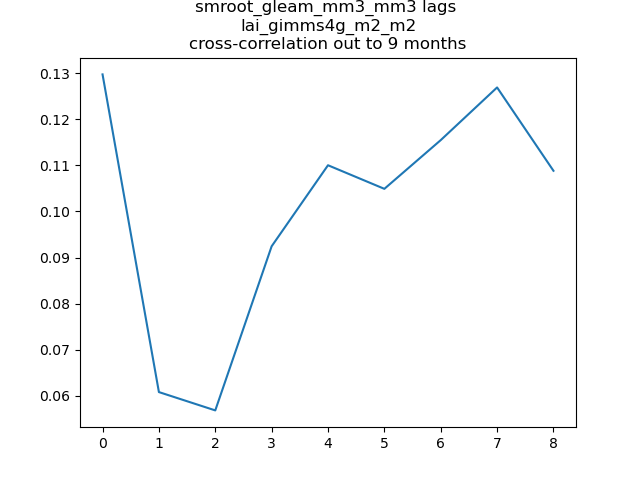 smroot_gleam_mm3_mm3 lags
lai_gimms4g_m2_m2
cross-correlation out to 9 months
0.13
0.12
0.11
0.10
0.09
0.08
0.07
0.06
0 1 2 3 4 5 6 7 8